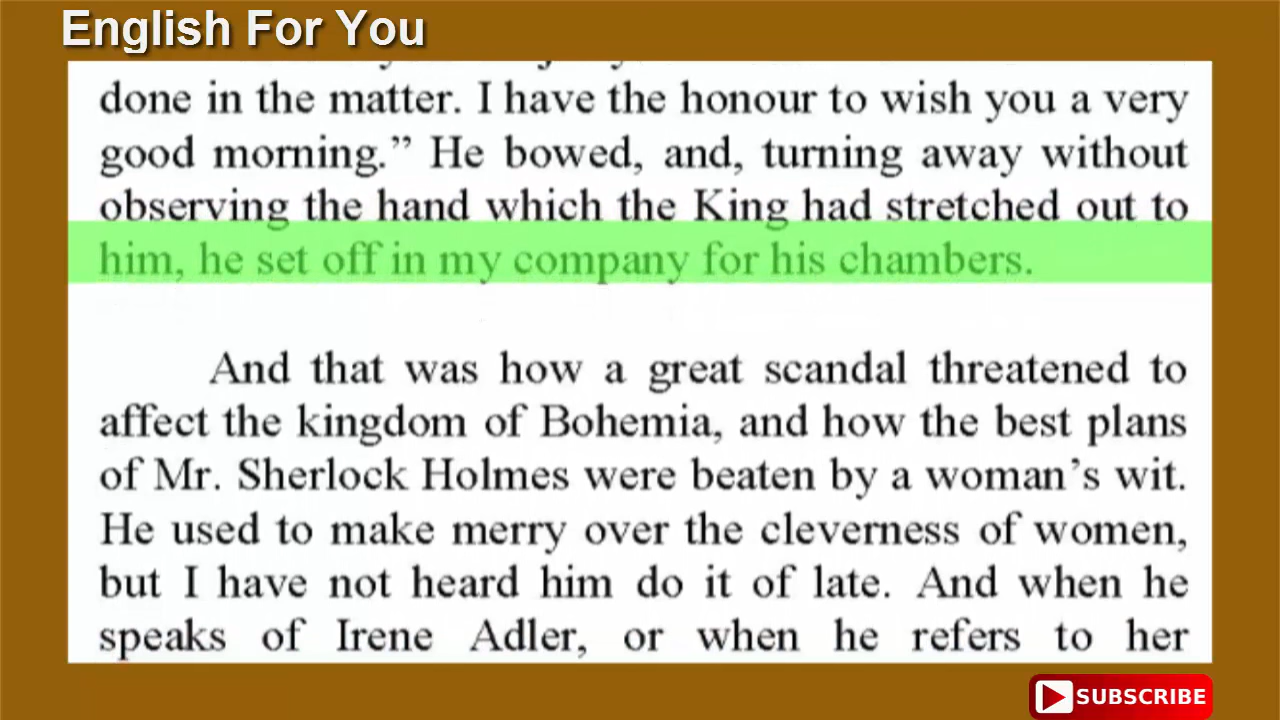 English For You
done in the matter. I have the honour to wish you a very
good morning.” He bowed, and, turning away without
observing the hand which the King had stretched out to
him, he set off in my company for his chambers.
And that was how a great scandal threatened to
affect the kingdom of Bohemia, and how the best plans
of Mr. Sherlock Holmes were beaten by a woman’s wit.
He used to make merry over the cleverness of women,
but I have not heard him do it of late. And when he
speaks of Irene Adler, or when he refers to her
SUBSCRIBE